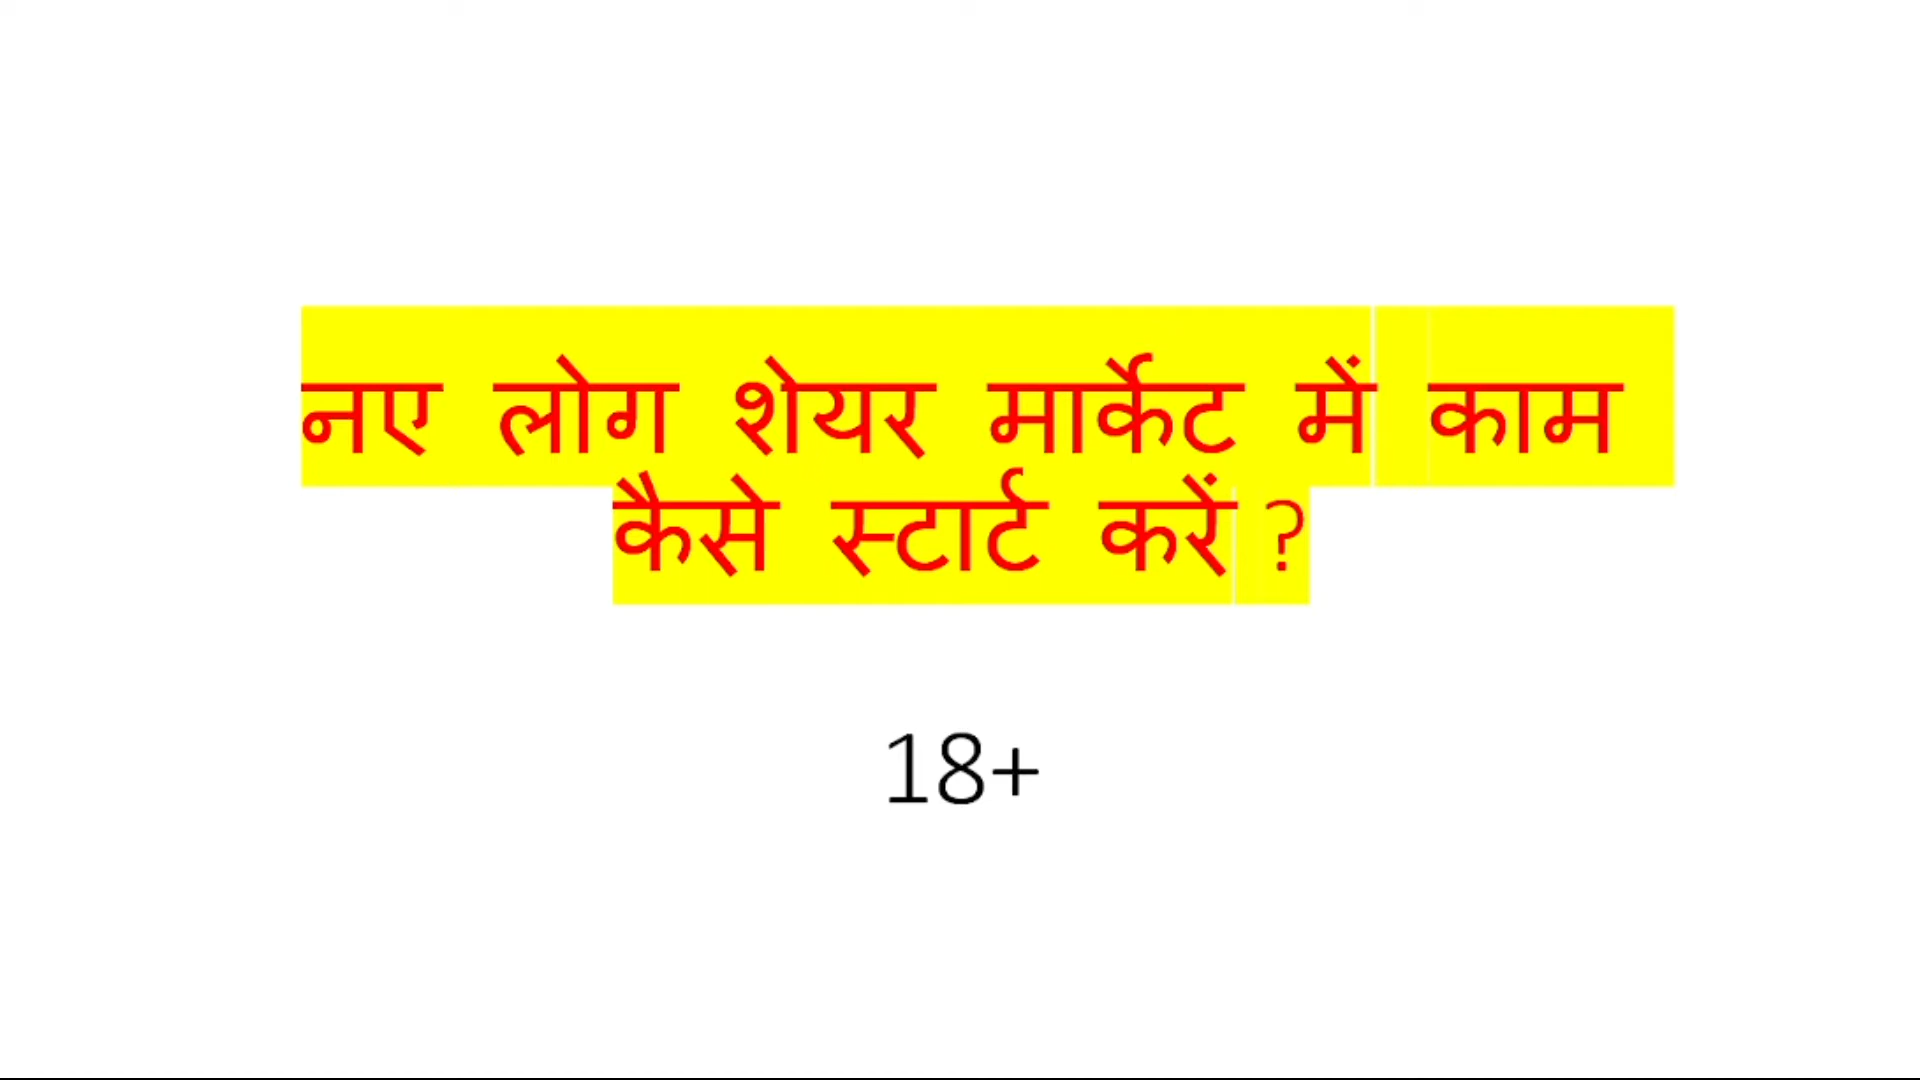 नए लोग शेयर मार्केट में काम
कैसे स्टार्ट करें ?
18+